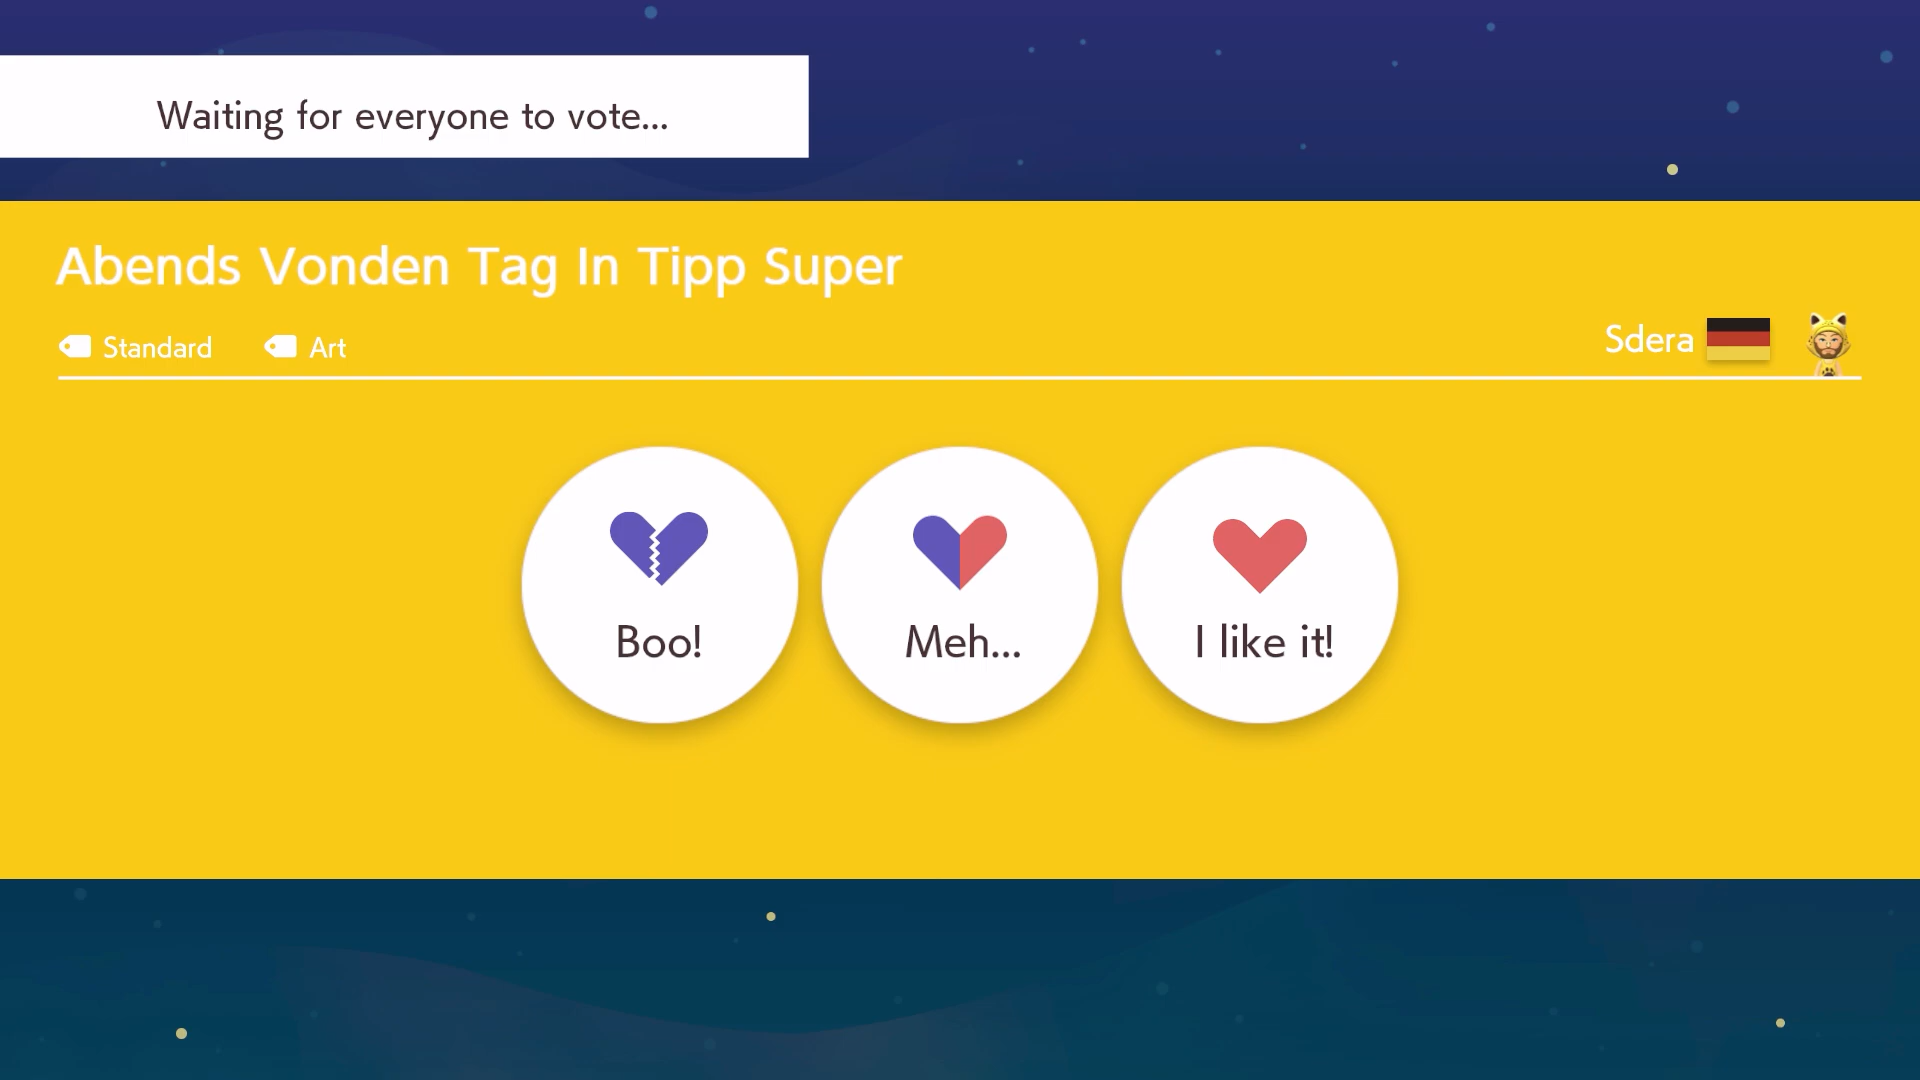 Waiting for everyone to vote...
Abends Vonden Tag In Tipp Super
Standard Art
Sdera
Boo! Meh... I like it!